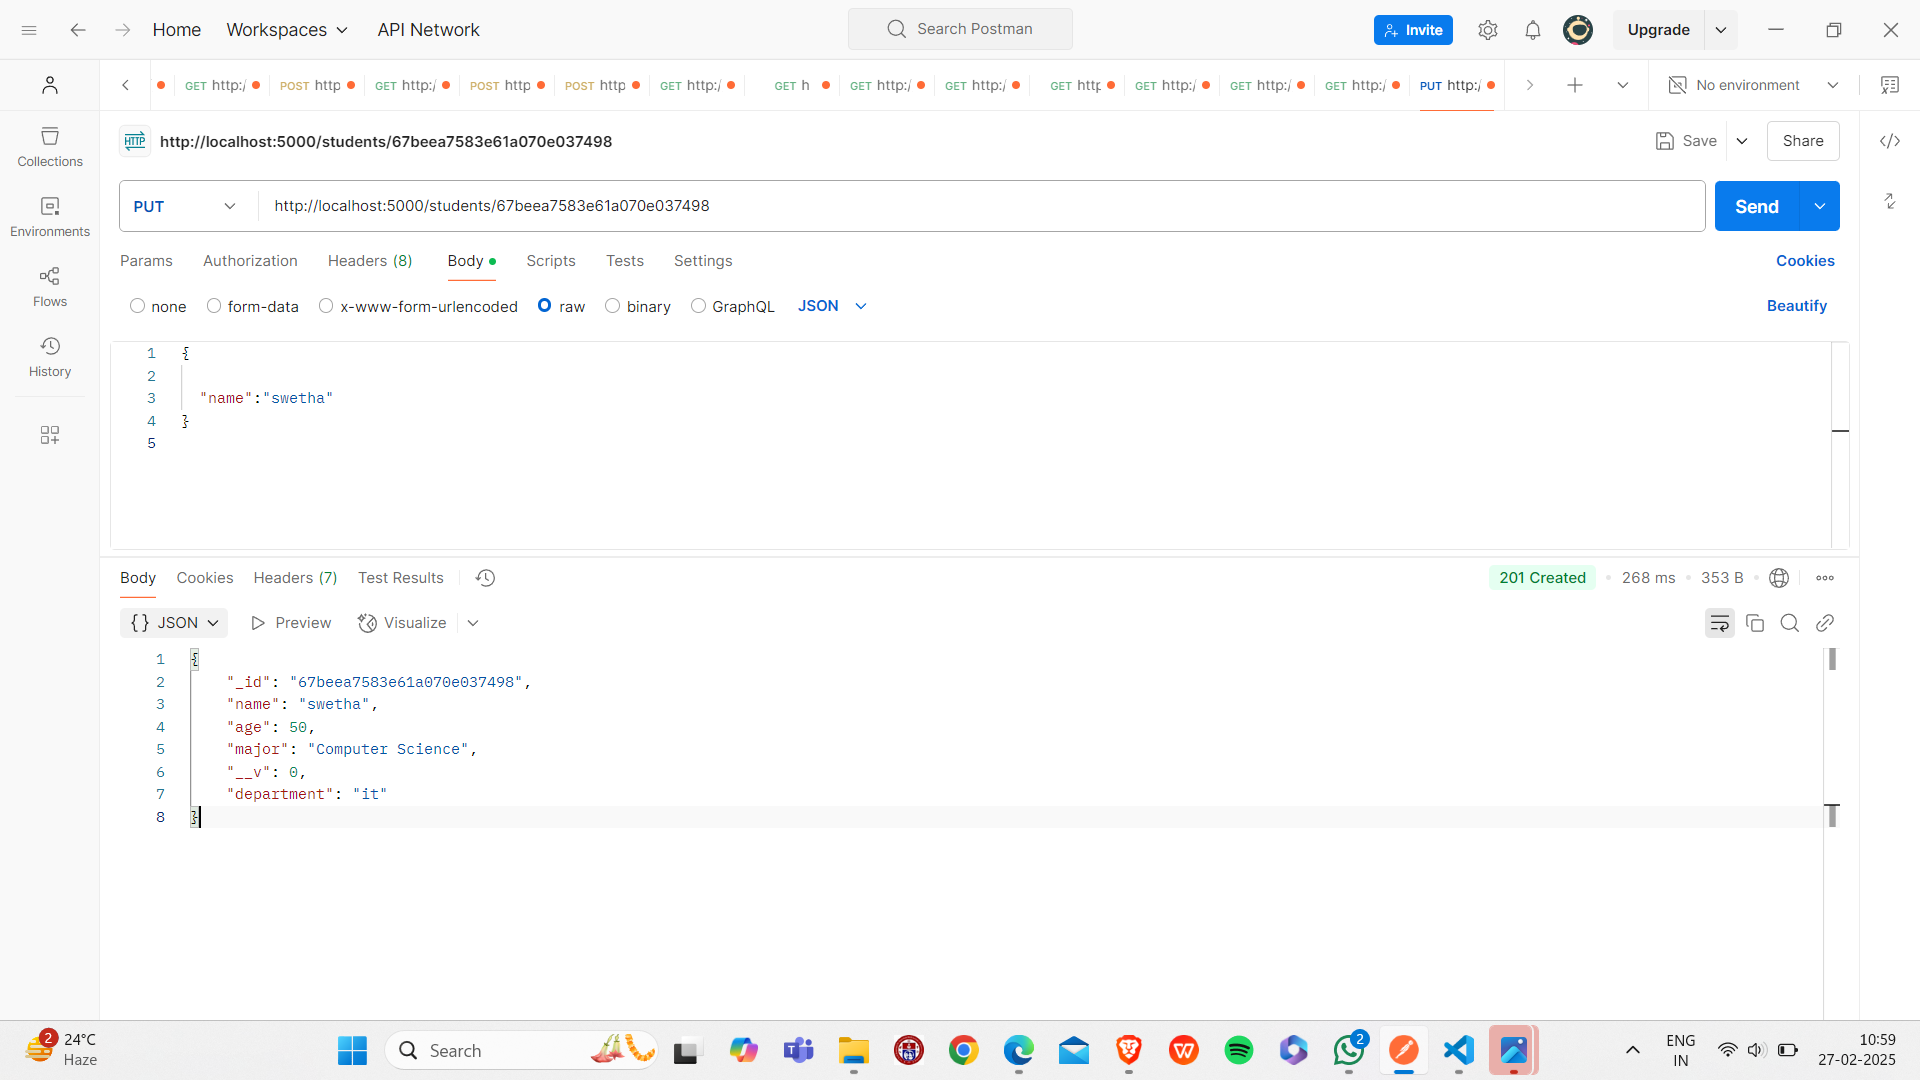 Home Workspaces API Network Search Postman Invite Upgrade
GET http:/ POST http GET http:/ POST http POST http GET http:/ GET h GET http:/ GET http:/ GET http GET http:/ GET http:/ GET http:/ PUT http:/ No environment
HTTP http://localhost:5000/students/67beea7583e61a070e037498 Save Share
Collections
PUT http://localhost:5000/students/67beea7583e61a070e037498 Send
Environments
Params Authorization Headers (8) Body Scripts Tests Settings Cookies
none form-data x-www-form-urlencoded raw binary GraphQL JSON Beautify
Flows
History
1 {
2
3 "name":"swetha"
4 }
5
Body Cookies Headers (7) Test Results 201 Created 268 ms 353 B
{} JSON Preview Visualize
1 {
2 "_id": "67beea7583e61a070e037498",
3 "name": "swetha",
4 "age": 50,
5 "major": "Computer Science",
6 "__v": 0,
7 "department": "it"
8 }
2 24°C
Haze
Search
2
ENG
IN
10:59
27-02-2025